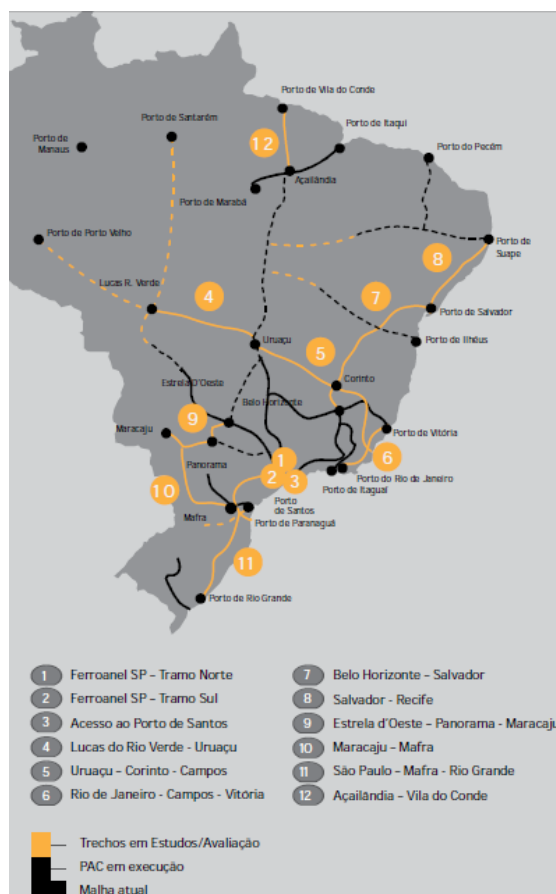 Porto de Vila do Conde
Porto de Santarém
Porto de Itaqui
Porto de
Manaus
12
Porto do Pecém
Açailândia
Porto de Marabá
Porto de Porto Velho
Porto de
Suape
8
Lucas R. Verde
4
7
Porto de Salvador
Uruaçu
Porto de Ilhéus
5
Estrela D'Oeste
Corinto
Belo Horizonte
9
Maracaju
Porto de Vitória
Panorama
1
6
2
3
Porto do Rio de Janeiro
Porto de Itaguaí
10
Porto
de Santos
Mafra
Porto de Paranaguá
11
Porto de Rio Grande
1 Ferroanel SP – Tramo Norte
2 Ferroanel SP – Tramo Sul
3 Acesso ao Porto de Santos
4 Lucas do Rio Verde - Uruaçu
5 Uruaçu – Corinto - Campos
6 Rio de Janeiro - Campos - Vitória
7 Belo Horizonte – Salvador
8 Salvador - Recife
9 Estrela d'Oeste – Panorama - Maracaju
10 Maracaju – Mafra
11 São Paulo – Mafra - Rio Grande
12 Açailândia – Vila do Conde
Trechos em Estudos/Avaliação
PAC em execução
Malha atual